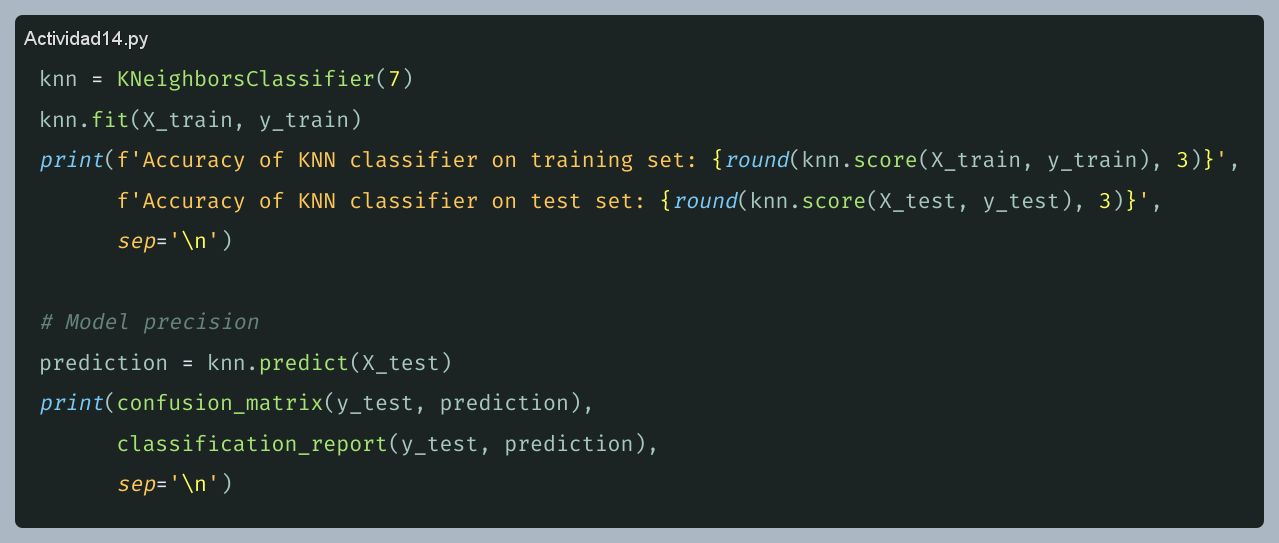 Actividad14.py
knn = KNeighborsClassifier(7)
knn.fit(X_train, y_train)
print(f'Accuracy of KNN classifier on training set: {round(knn.score(X_train, y_train), 3)}',
      f'Accuracy of KNN classifier on test set: {round(knn.score(X_test, y_test), 3)}',
      sep='\n')
# Model precision
prediction = knn.predict(X_test)
print(confusion_matrix(y_test, prediction),
      classification_report(y_test, prediction),
      sep='\n')